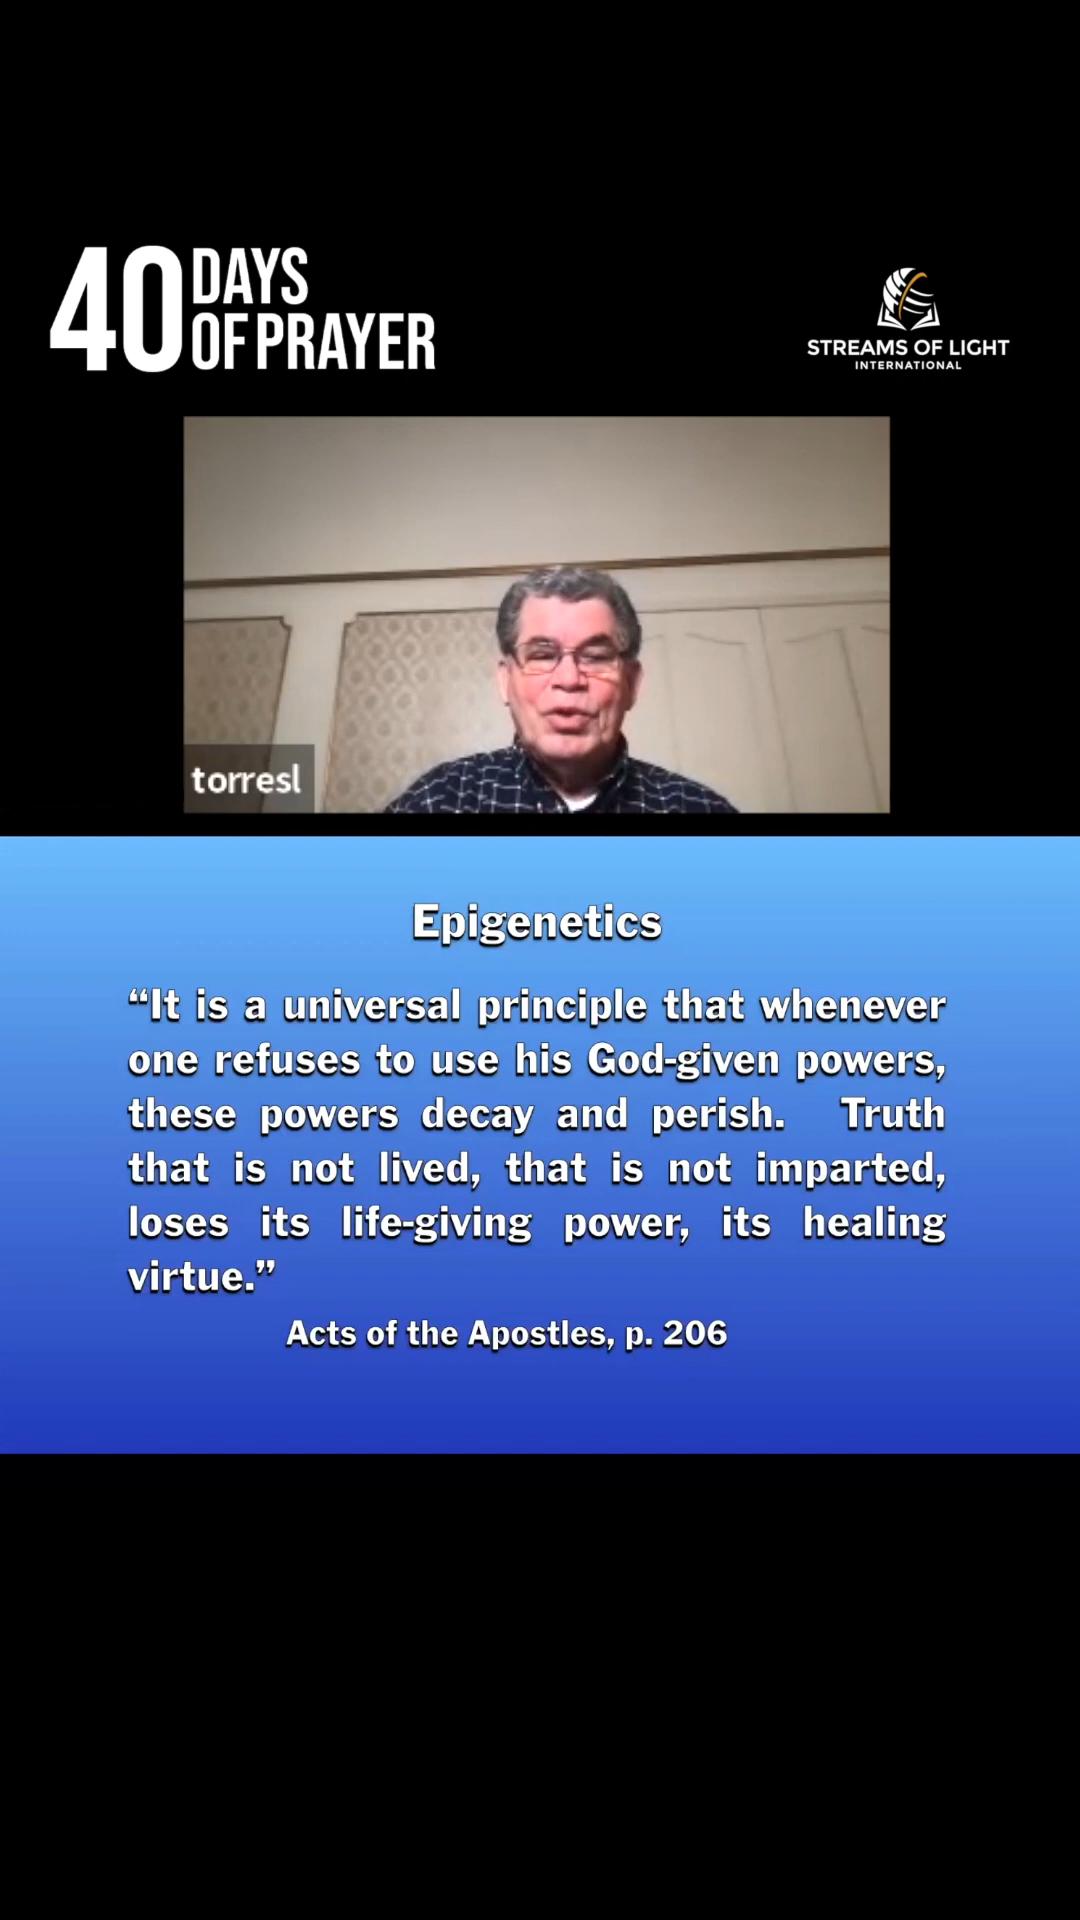 40 DAYS
OF PRAYER
STREAMS OF LIGHT
INTERNATIONAL
torresl
Epigenetics
“It is a universal principle that whenever
one refuses to use his God-given powers,
these powers decay and perish. Truth
that is not lived, that is not imparted,
loses its life-giving power, its healing
virtue.”
Acts of the Apostles, p. 206